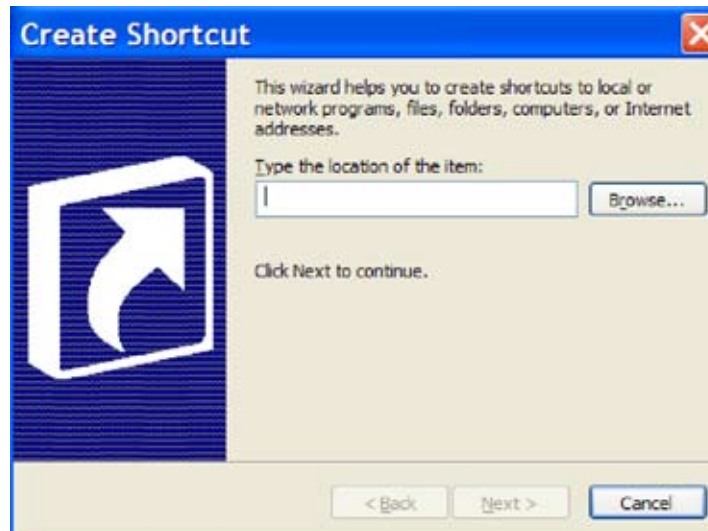 Create Shortcut
This wizard helps you to create shortcuts to local or
network programs, files, folders, computers, or Internet
addresses.
Type the location of the item:
Browse...
Click Next to continue.
< Back
Next >
Cancel